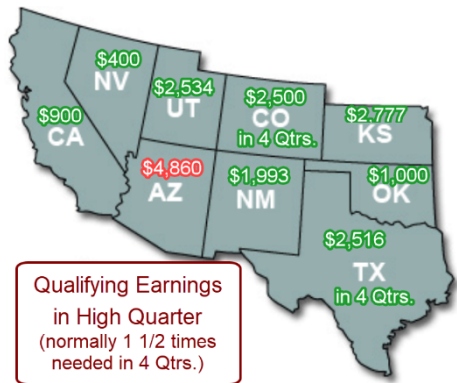 $400
NV
$2,534
UT
$2,500
CO
in 4 Qtrs.
$2,777
KS
$900
CA
$4,860
AZ
$1,993
NM
$1,000
OK
$2,516
TX
in 4 Qtrs.
Qualifying Earnings
in High Quarter
(normally 1 1/2 times
needed in 4 Qtrs.)